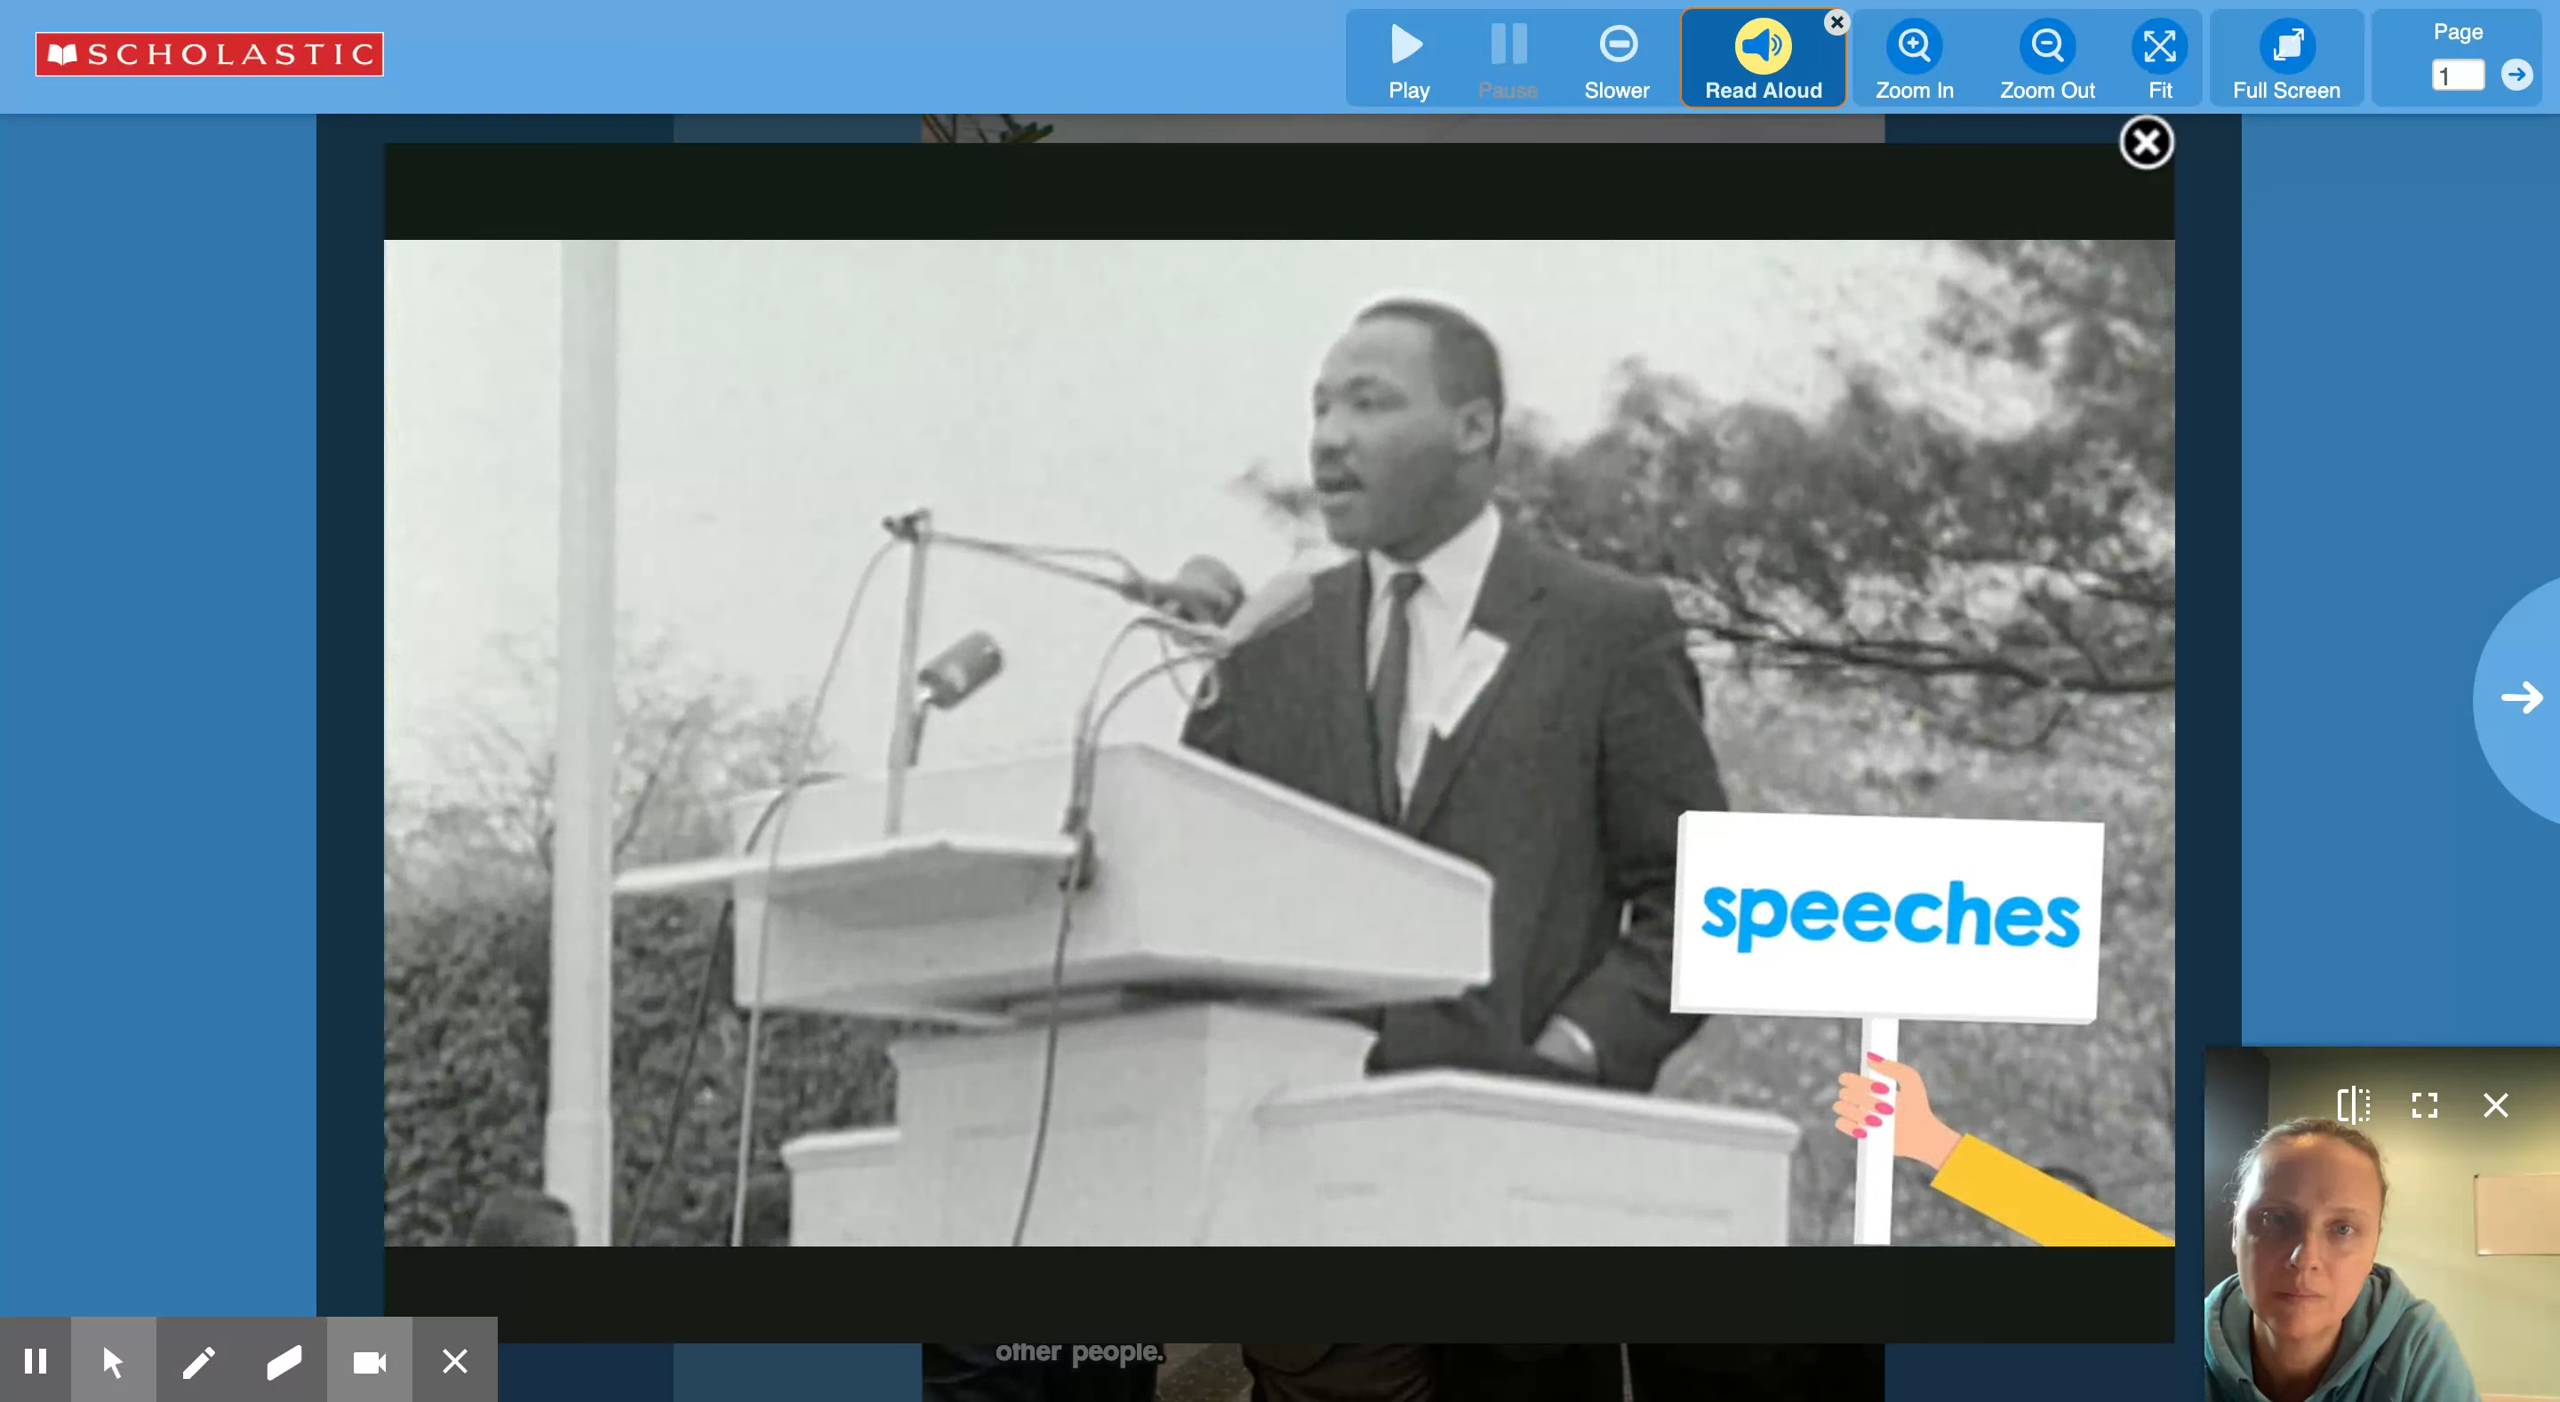 SCHOLASTIC
Play
Pause
Slower
Read Aloud
Zoom In
Zoom Out
Fit
Full Screen
Page
1
speeches
other people.